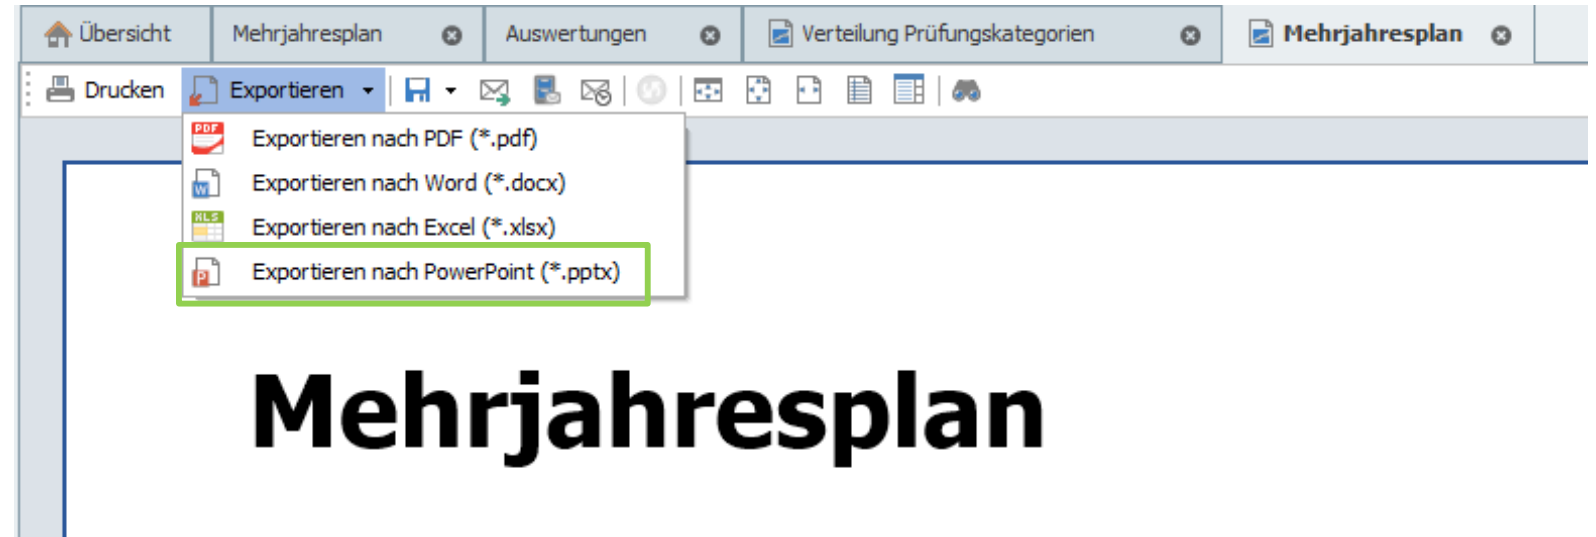 Übersicht Mehrjahresplan Auswertungen Verteilung Prüfungskategorien Mehrjahresplan
Drucken Exportieren
PDF Exportieren nach PDF (*.pdf)
W Exportieren nach Word (*.docx)
XLS Exportieren nach Excel (*.xlsx)
P Exportieren nach PowerPoint (*.pptx)
Mehrjahresplan